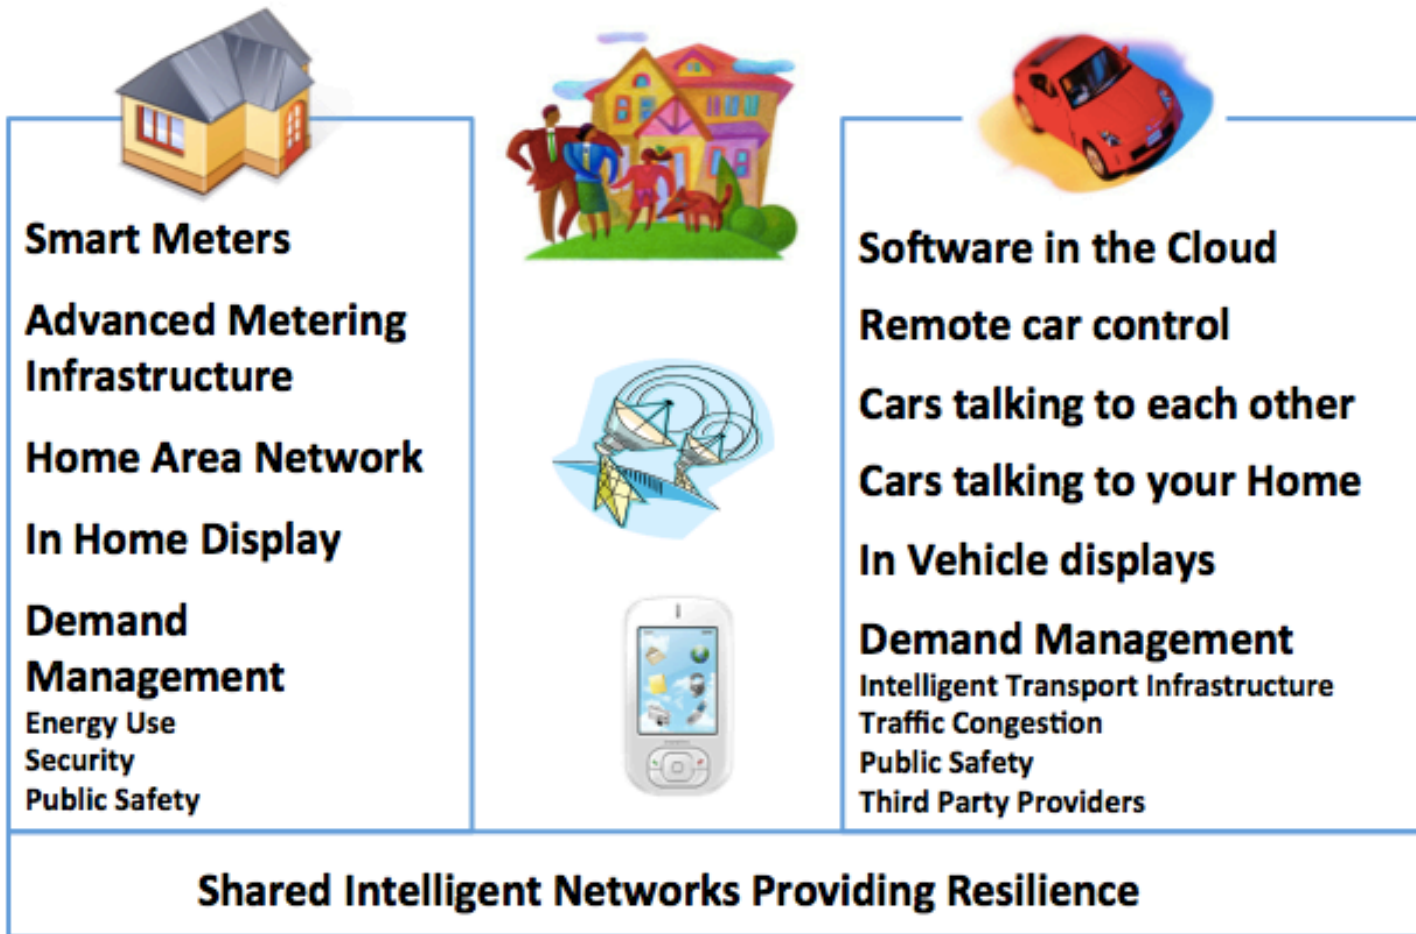 Smart Meters
Advanced Metering
Infrastructure
Home Area Network
In Home Display
Demand
Management
Energy Use
Security
Public Safety
Software in the Cloud
Remote car control
Cars talking to each other
Cars talking to your Home
In Vehicle displays
Demand Management
Intelligent Transport Infrastructure
Traffic Congestion
Public Safety
Third Party Providers
Shared Intelligent Networks Providing Resilience